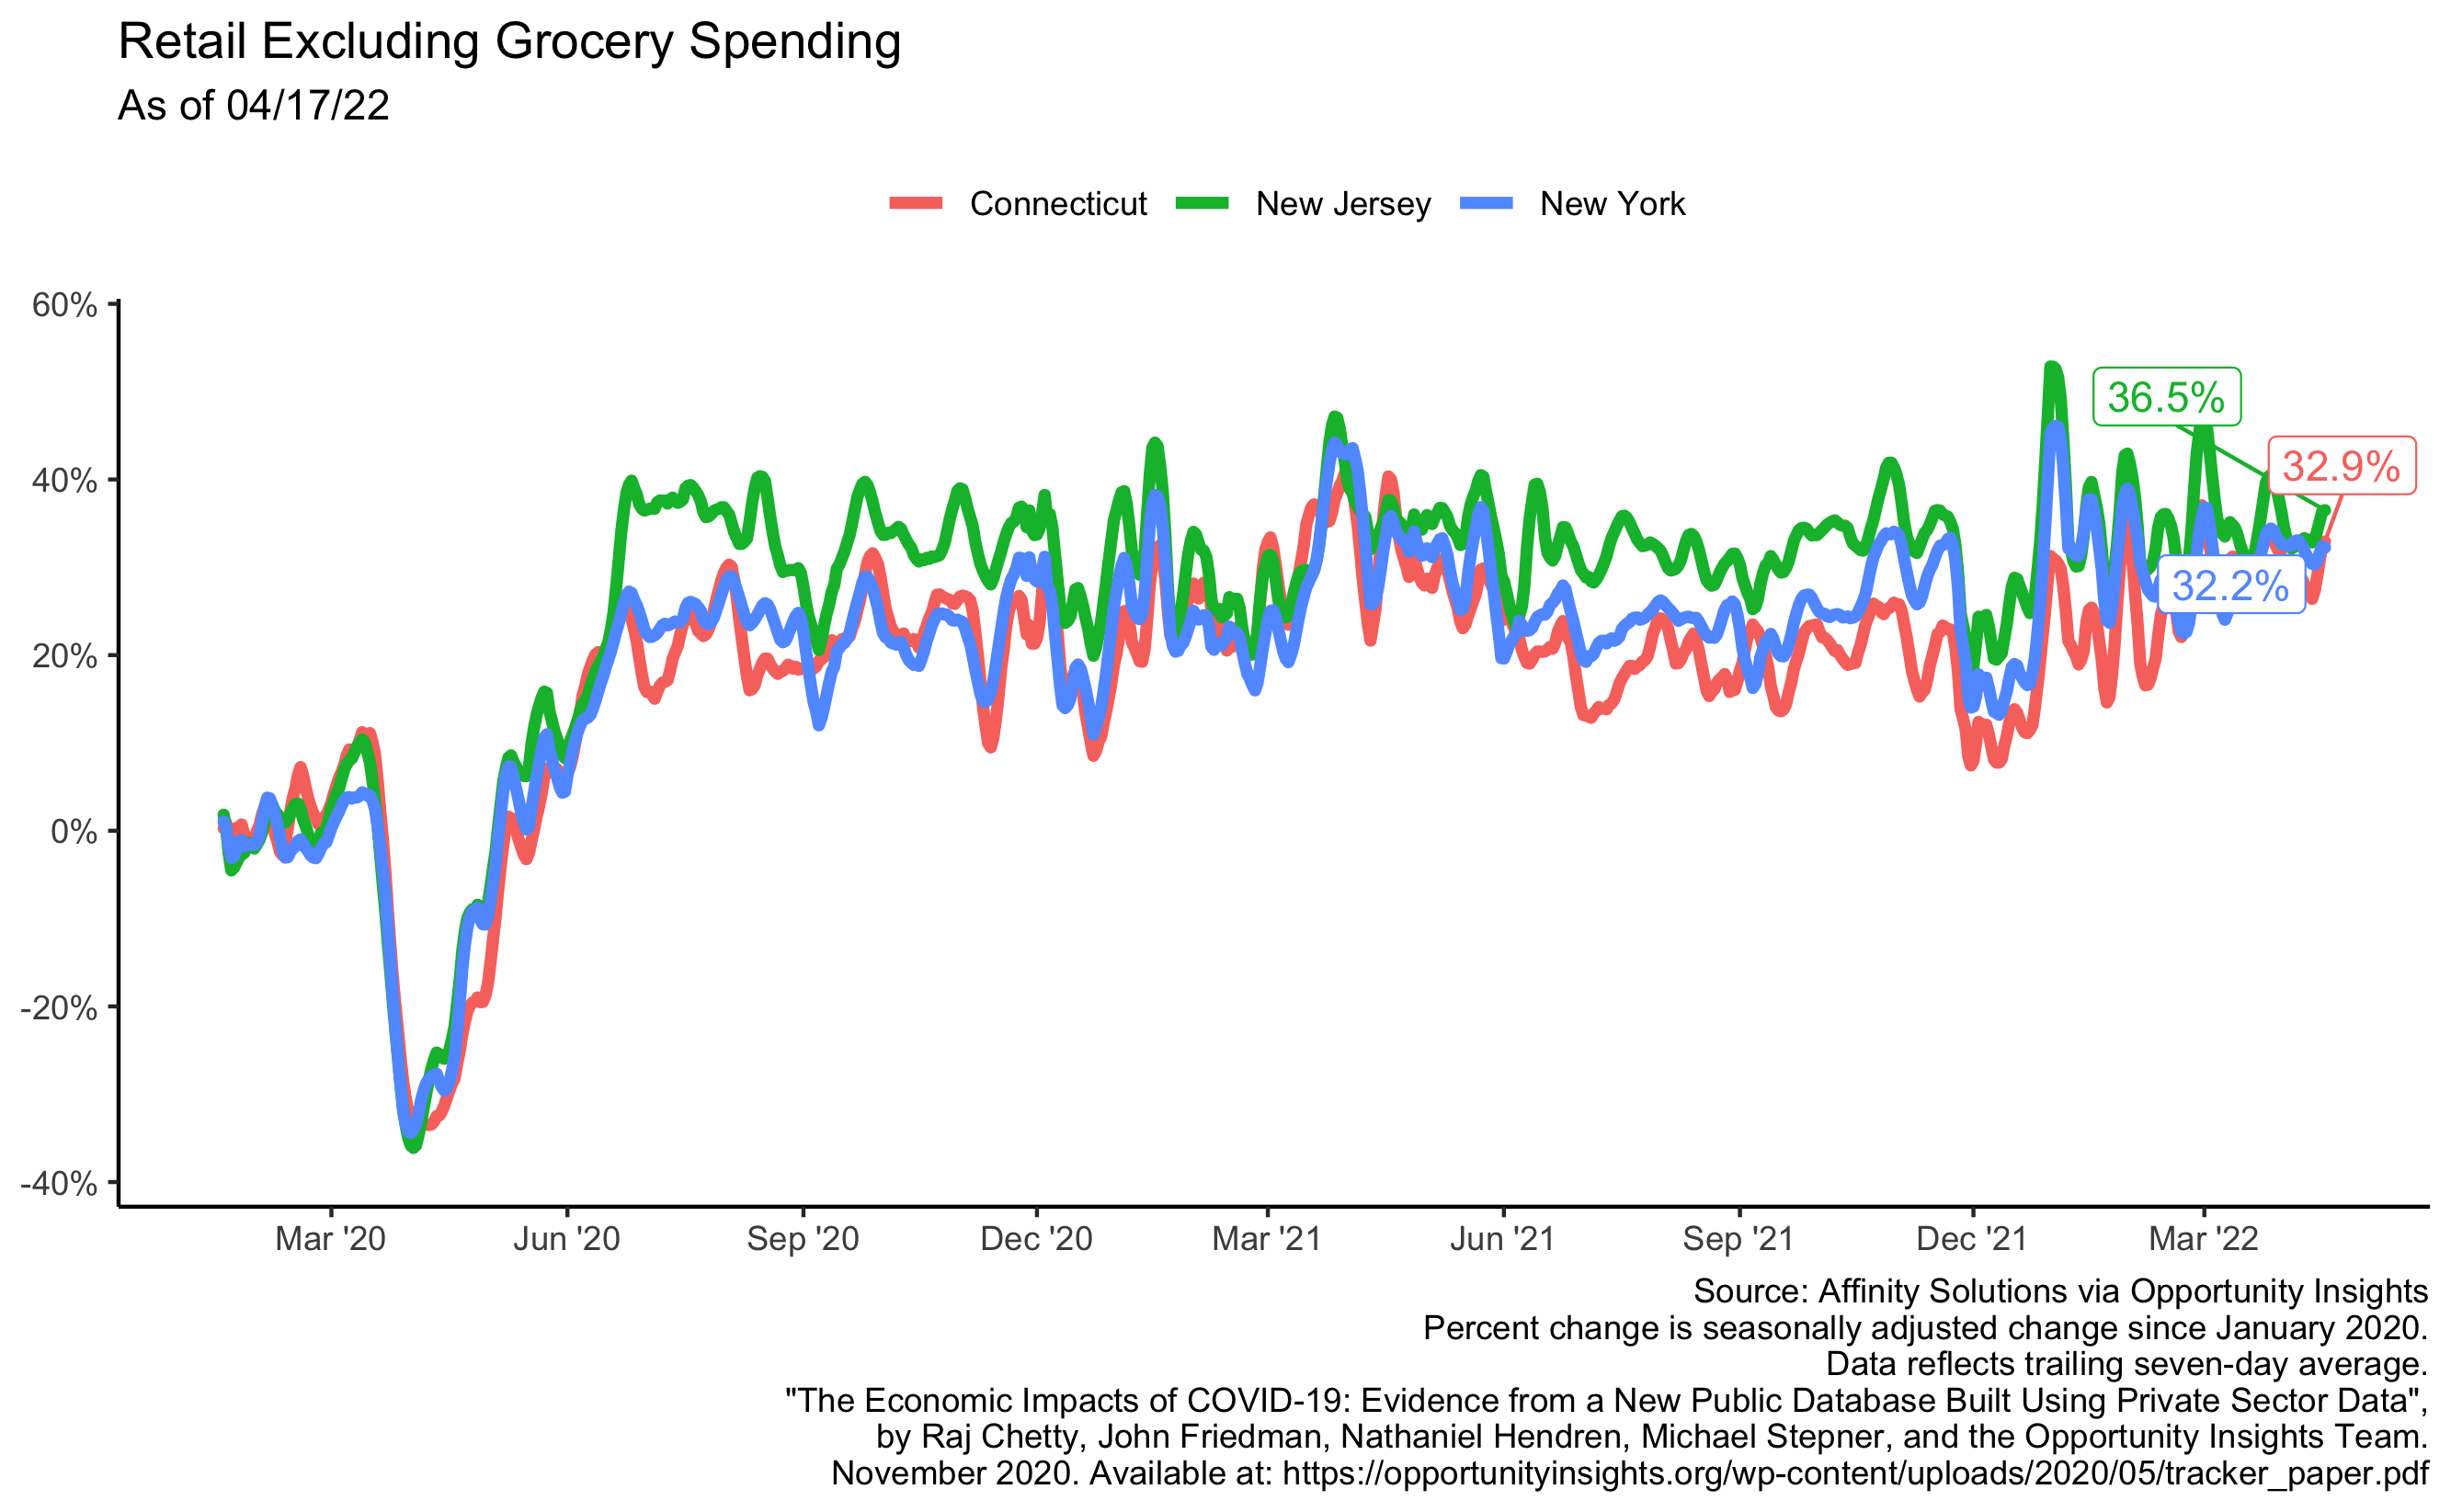 Retail Excluding Grocery Spending
As of 04/17/22
Connecticut New Jersey New York
60%
40%
20%
0%
-20%
-40%
36.5%
32.9%
32.2%
Mar '20 Jun '20 Sep '20 Dec '20 Mar '21 Jun '21 Sep '21 Dec '21 Mar '22
Source: Affinity Solutions via Opportunity Insights
Percent change is seasonally adjusted change since January 2020.
Data reflects trailing seven-day average.
"The Economic Impacts of COVID-19: Evidence from a New Public Database Built Using Private Sector Data",
by Raj Chetty, John Friedman, Nathaniel Hendren, Michael Stepner, and the Opportunity Insights Team.
November 2020. Available at: https://opportunityinsights.org/wp-content/uploads/2020/05/tracker_paper.pdf